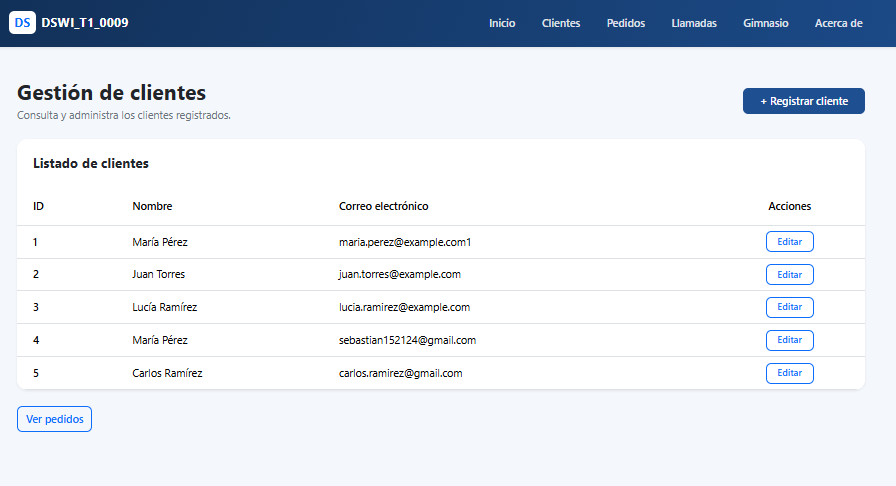 DS DSWI_T1_0009 Inicio Clientes Pedidos Llamadas Gimnasio Acerca de
Gestión de clientes
Consulta y administra los clientes registrados.
+ Registrar cliente
Listado de clientes
ID Nombre Correo electrónico Acciones
1 María Pérez maria.perez@example.com1 Editar
2 Juan Torres juan.torres@example.com Editar
3 Lucía Ramírez lucia.ramirez@example.com Editar
4 María Pérez sebastian152124@gmail.com Editar
5 Carlos Ramírez carlos.ramirez@gmail.com Editar
Ver pedidos